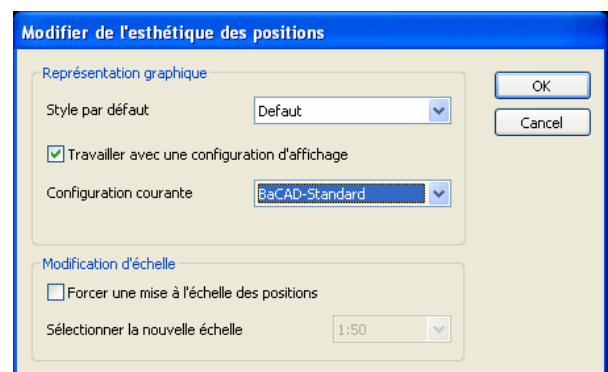 Modifier de l'esthétique des positions
Représentation graphique
OK
Style par défaut Defaut
Cancel
Travailler avec une configuration d'affichage
Configuration courante BaCAD-Standard
Modification d'échelle
Forcer une mise à l'échelle des positions
Sélectionner la nouvelle échelle 1:50